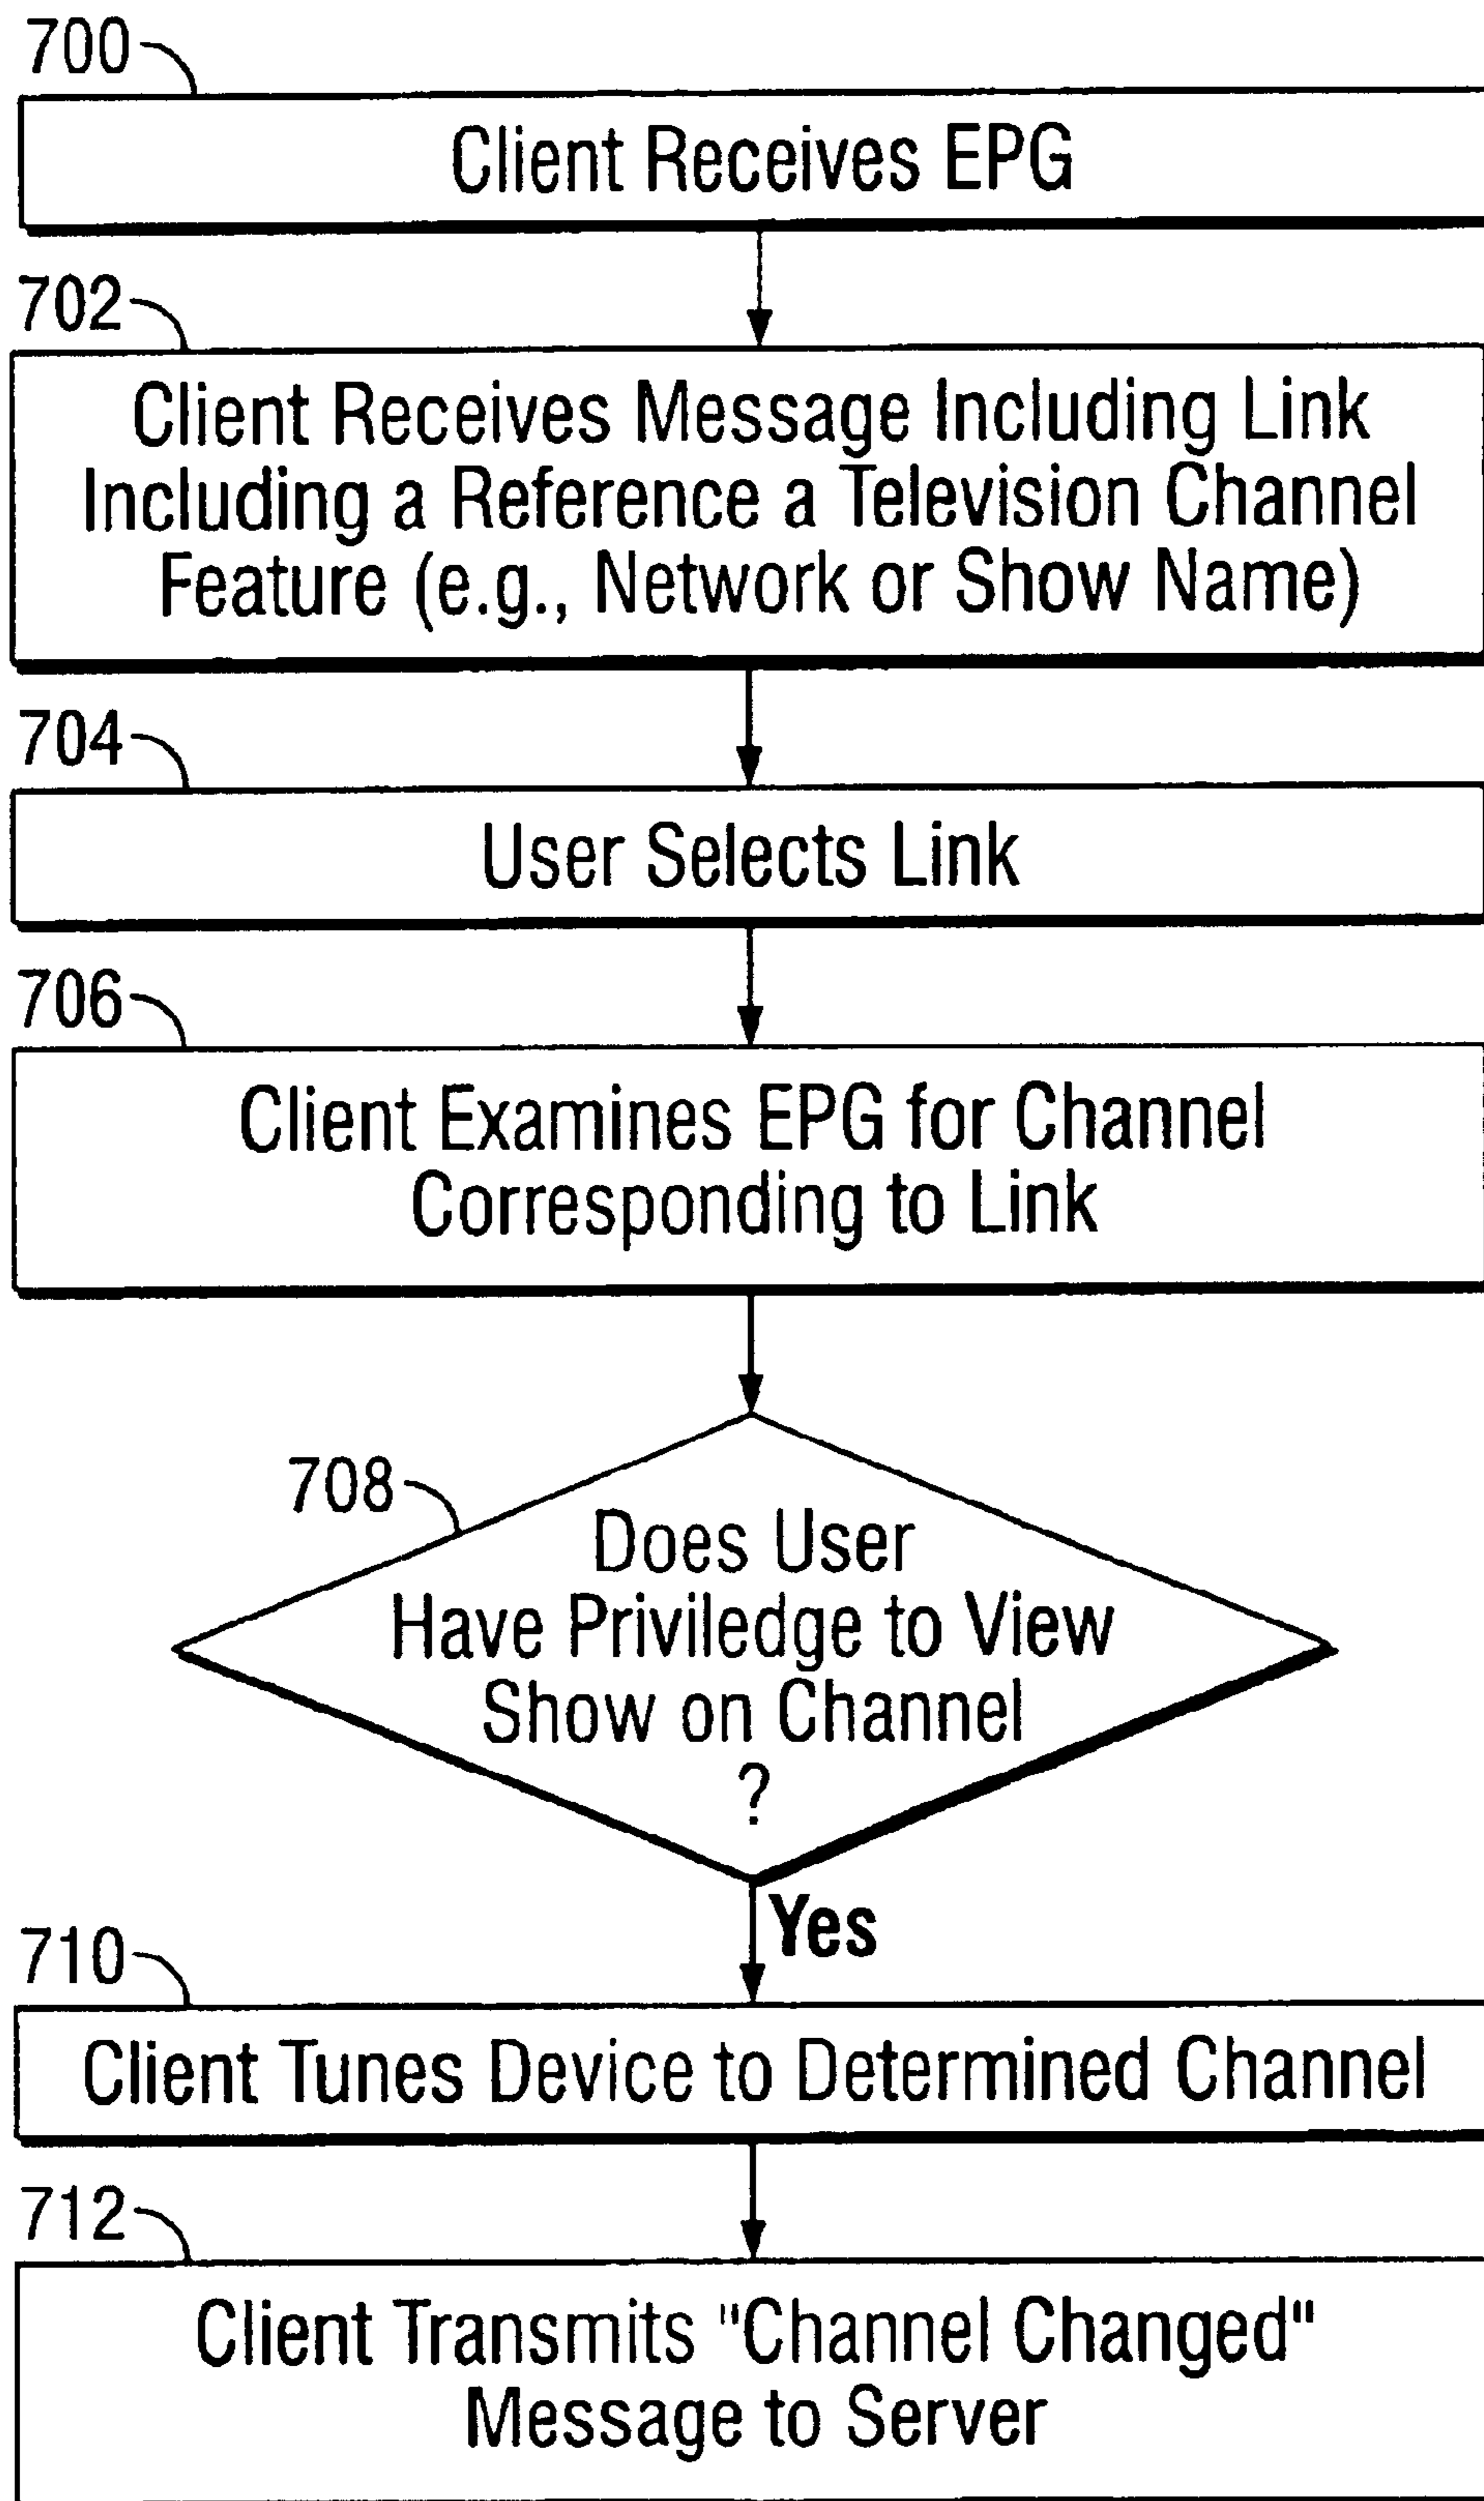 700
Client Receives EPG
702
Client Receives Message Including Link
Including a Reference a Television Channel
Feature (e.g., Network or Show Name)
704
User Selects Link
706
Client Examines EPG for Channel
Corresponding to Link
708
Does User
Have Priviledge to View
Show on Channel
?
Yes
710
Client Tunes Device to Determined Channel
712
Client Transmits "Channel Changed"
Message to Server